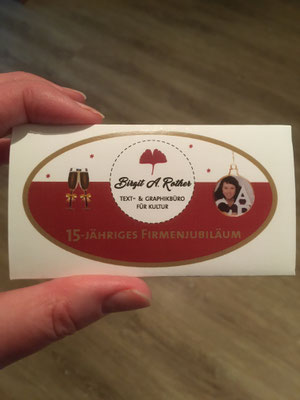 Birgit A. Rother
TEXT- & GRAPHIKBÜRO
FÜR KULTUR
15-JÄHRIGES FIRMENJUBILÄUM